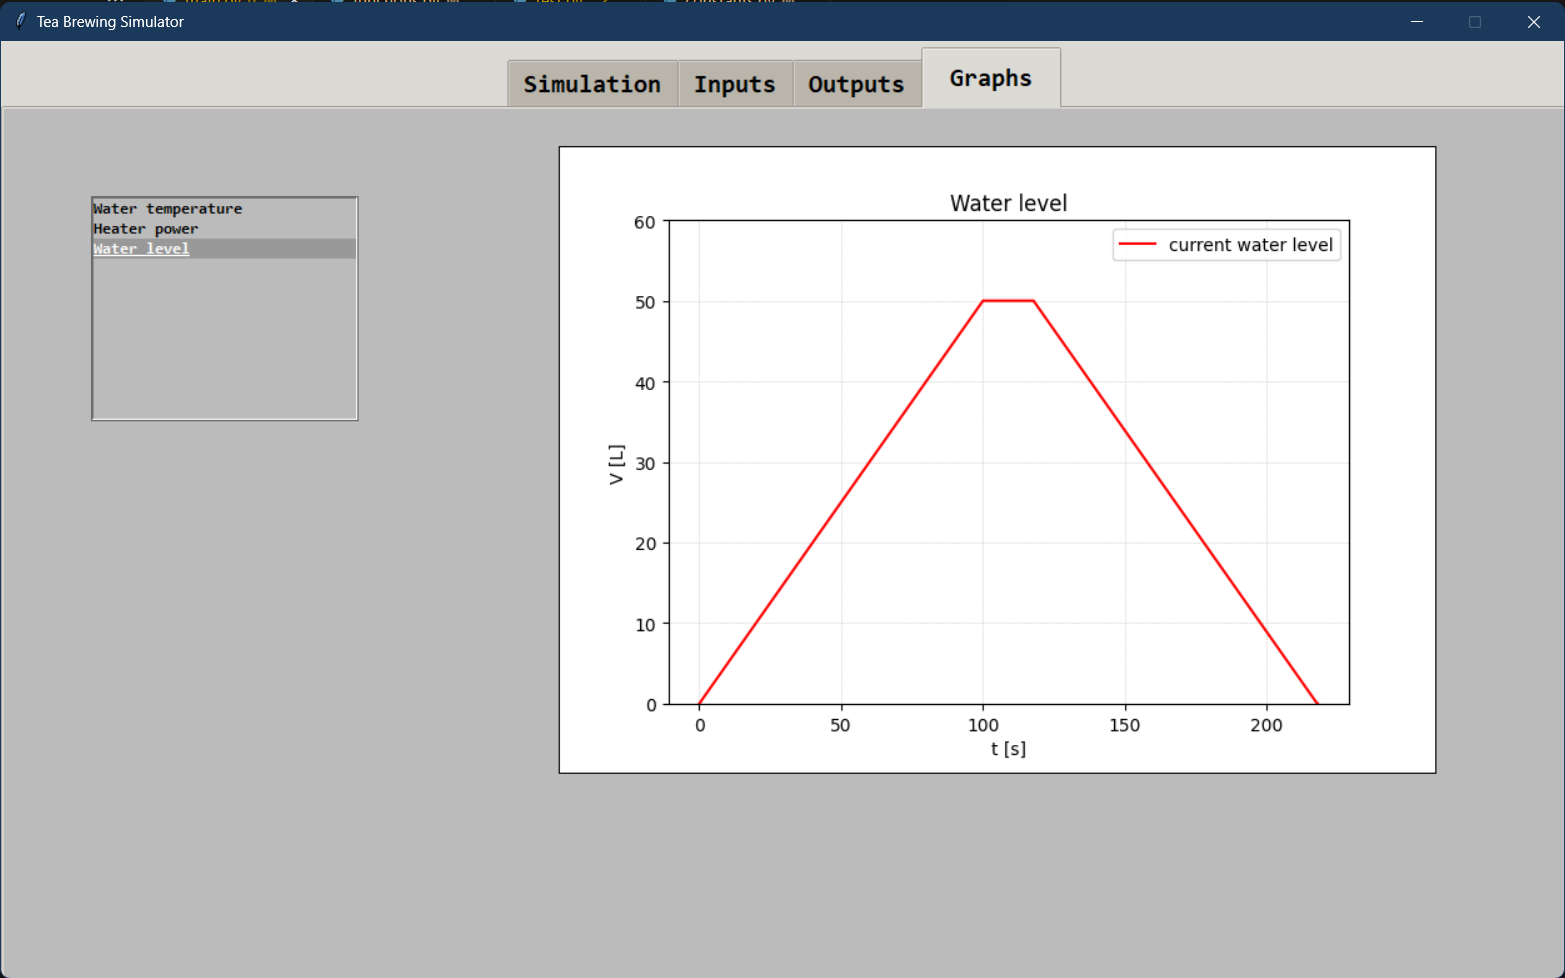 Tea Brewing Simulator
Simulation Inputs Outputs Graphs
Water temperature
Heater power
Water level
Water level
current water level
60
50
40
30
20
10
0
V [L]
0 50 100 150 200
t [s]